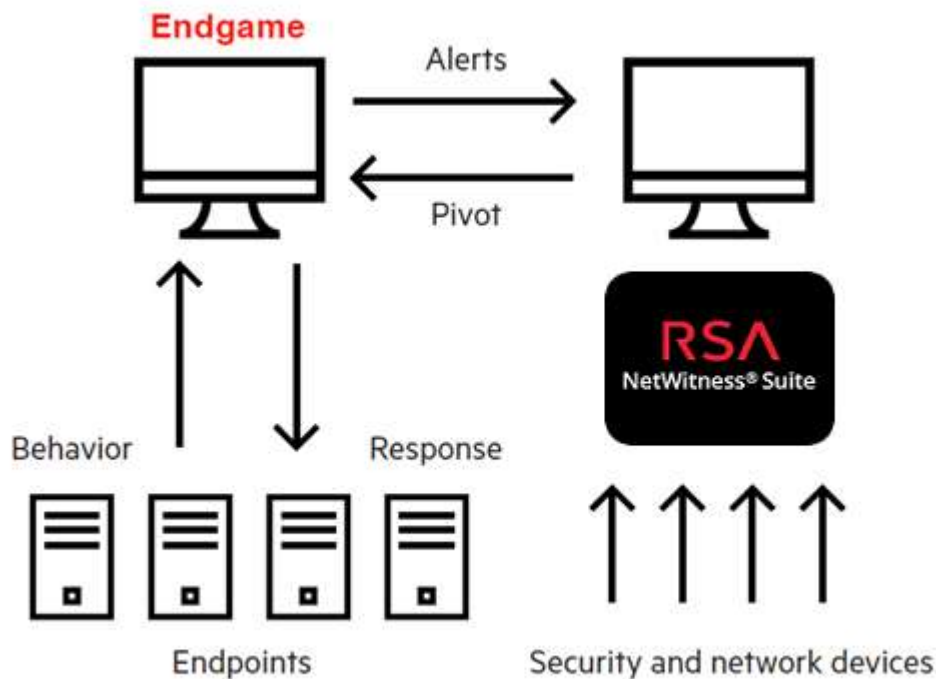 Endgame
Alerts
Pivot
RSA
NetWitness® Suite
Behavior
Response
Endpoints
Security and network devices